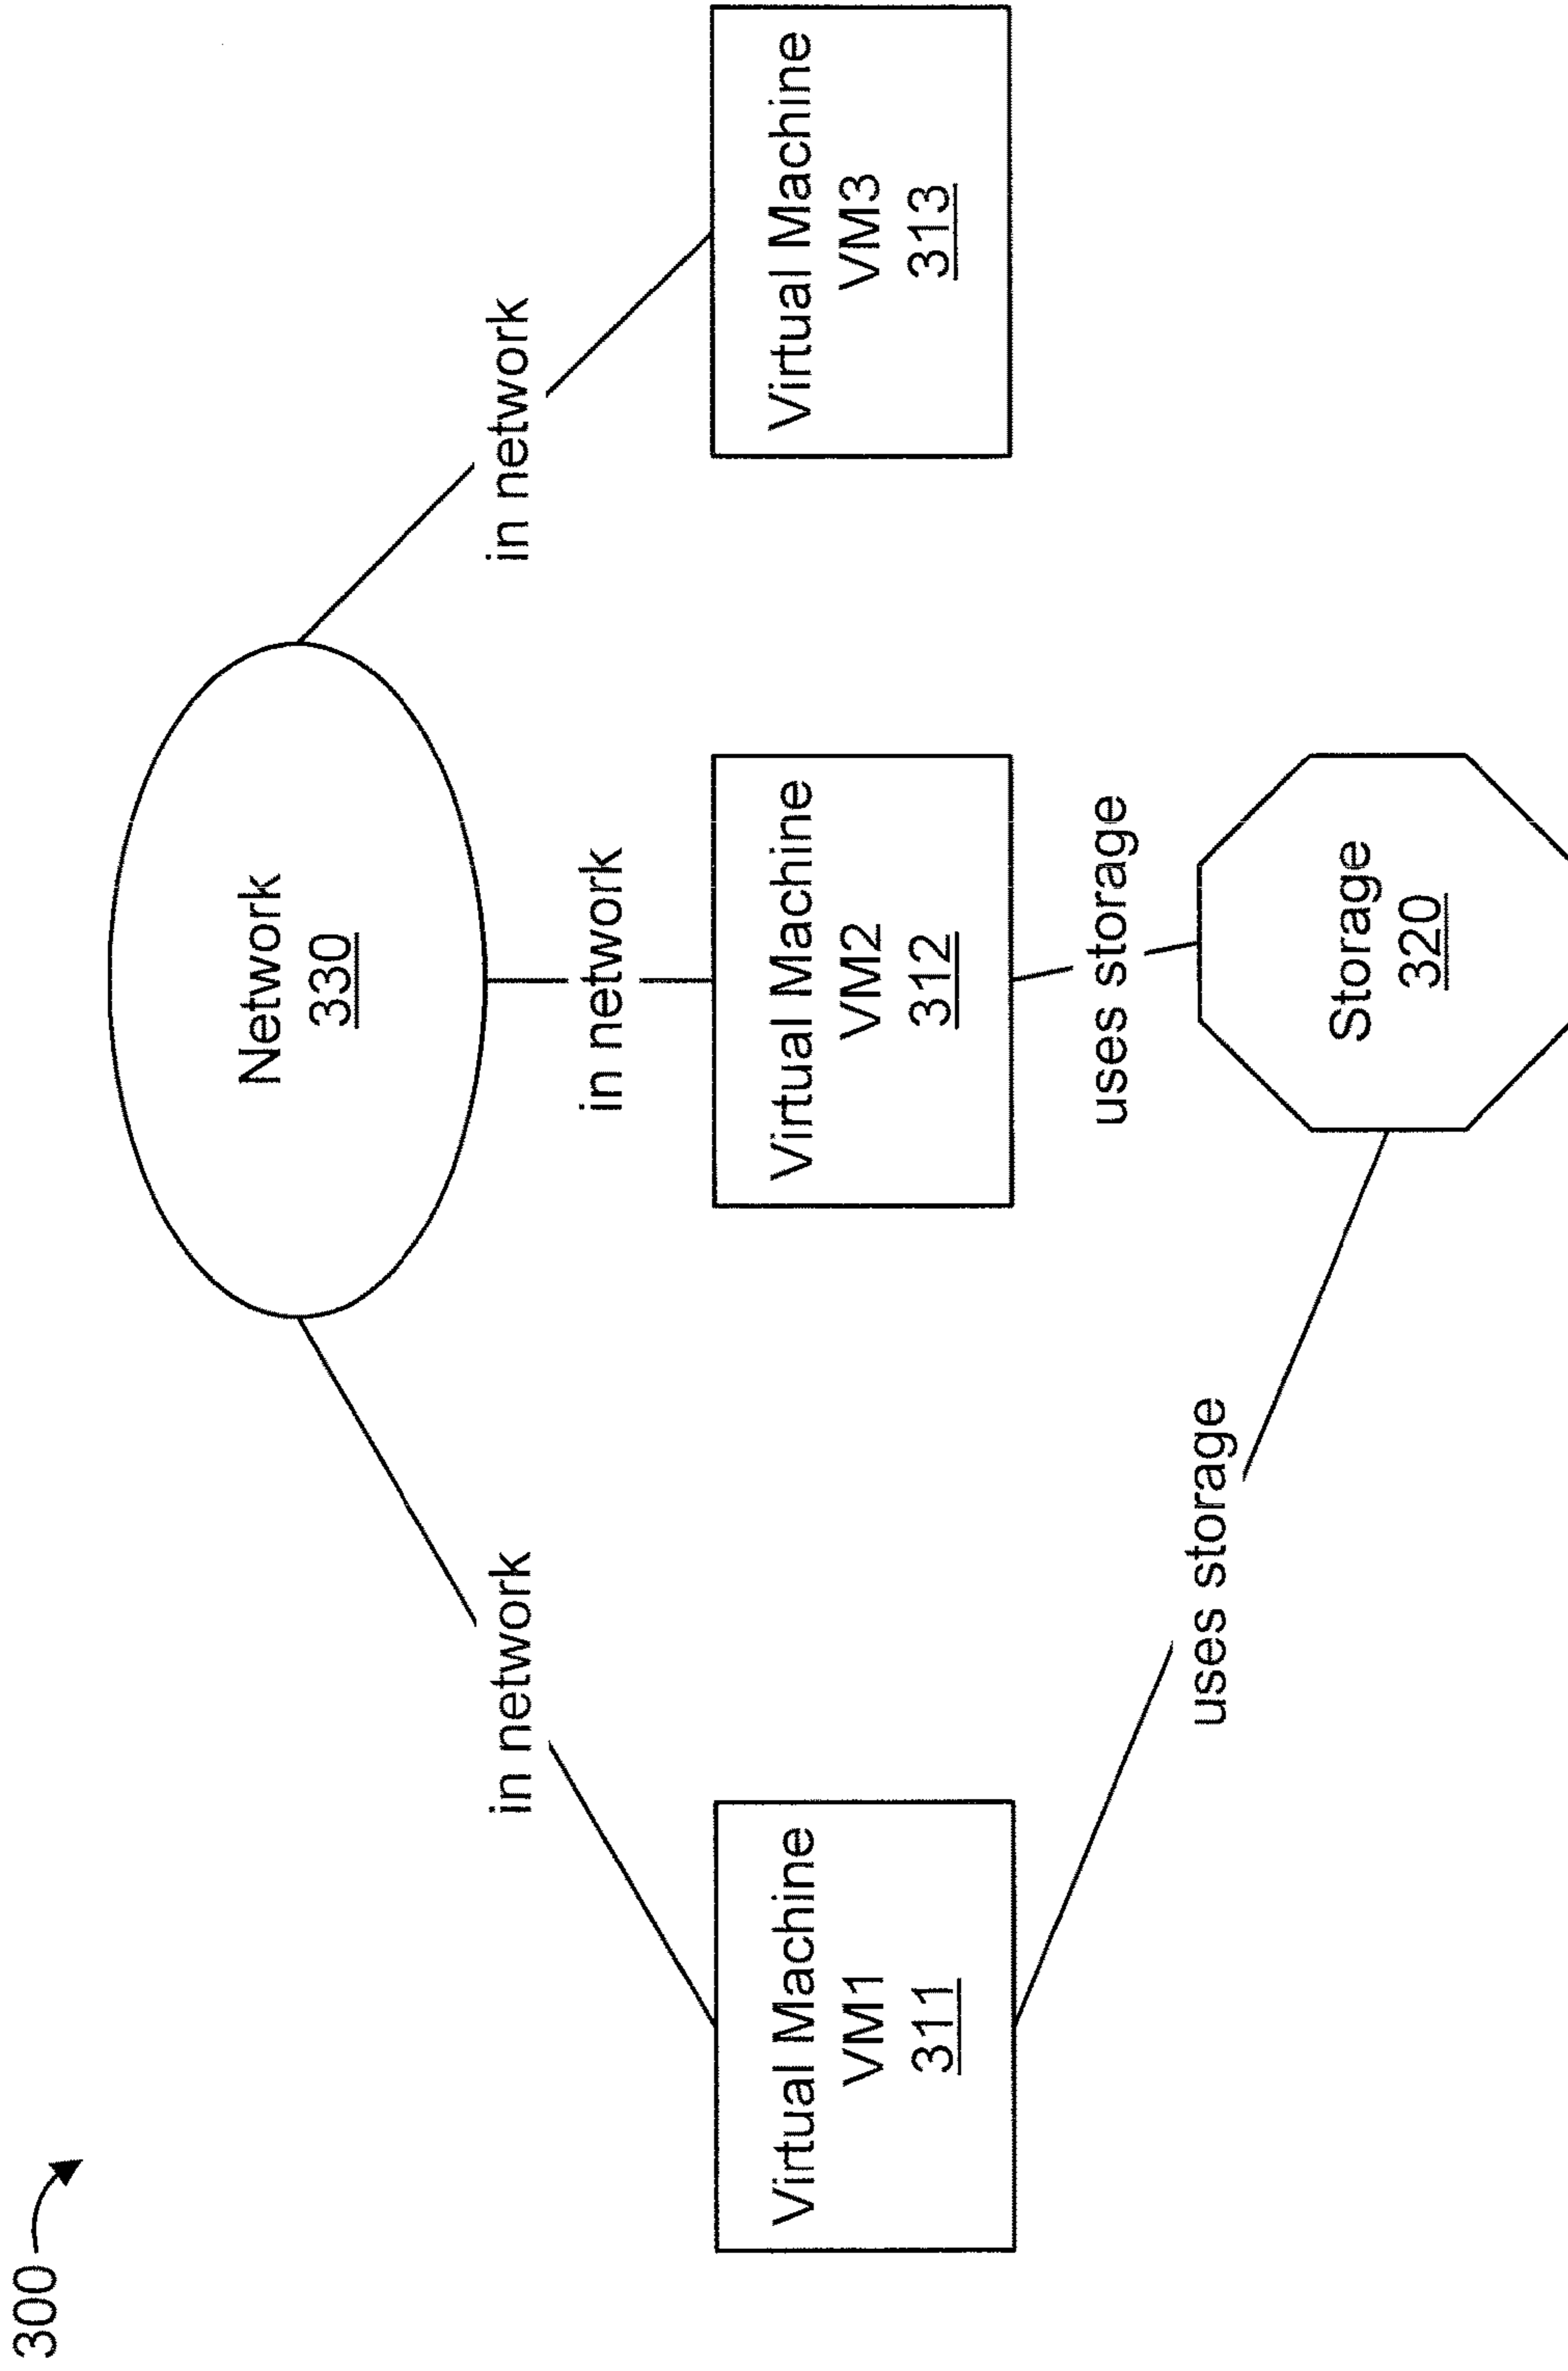 300
Network
330
in network
in network
in network
Virtual Machine
VM1
311
Virtual Machine
VM2
312
Virtual Machine
VM3
313
uses storage
uses storage
Storage
320